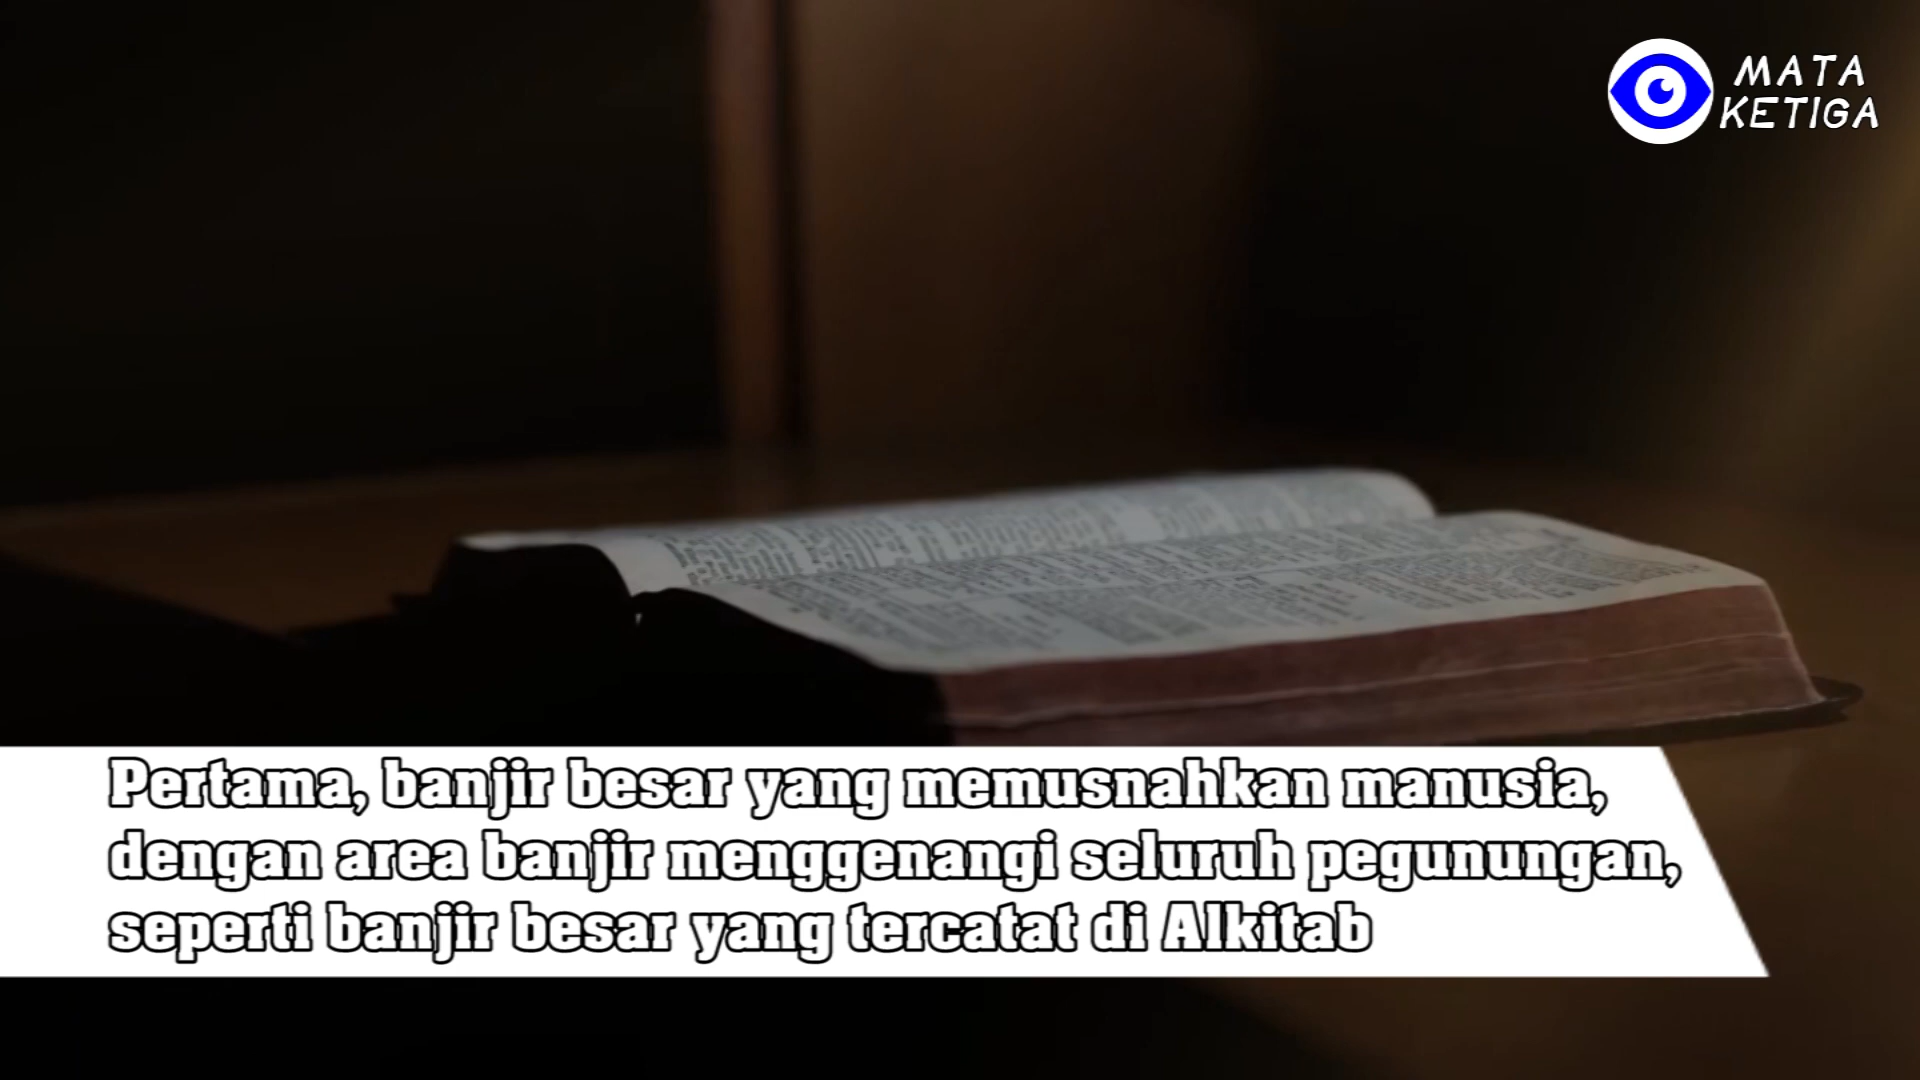 MATA
KETIGA
Pertama, banjir besar yang memusnahkan manusia,
dengan area banjir menggenangi seluruh pegunungan,
seperti banjir besar yang tercatat di Alkitab